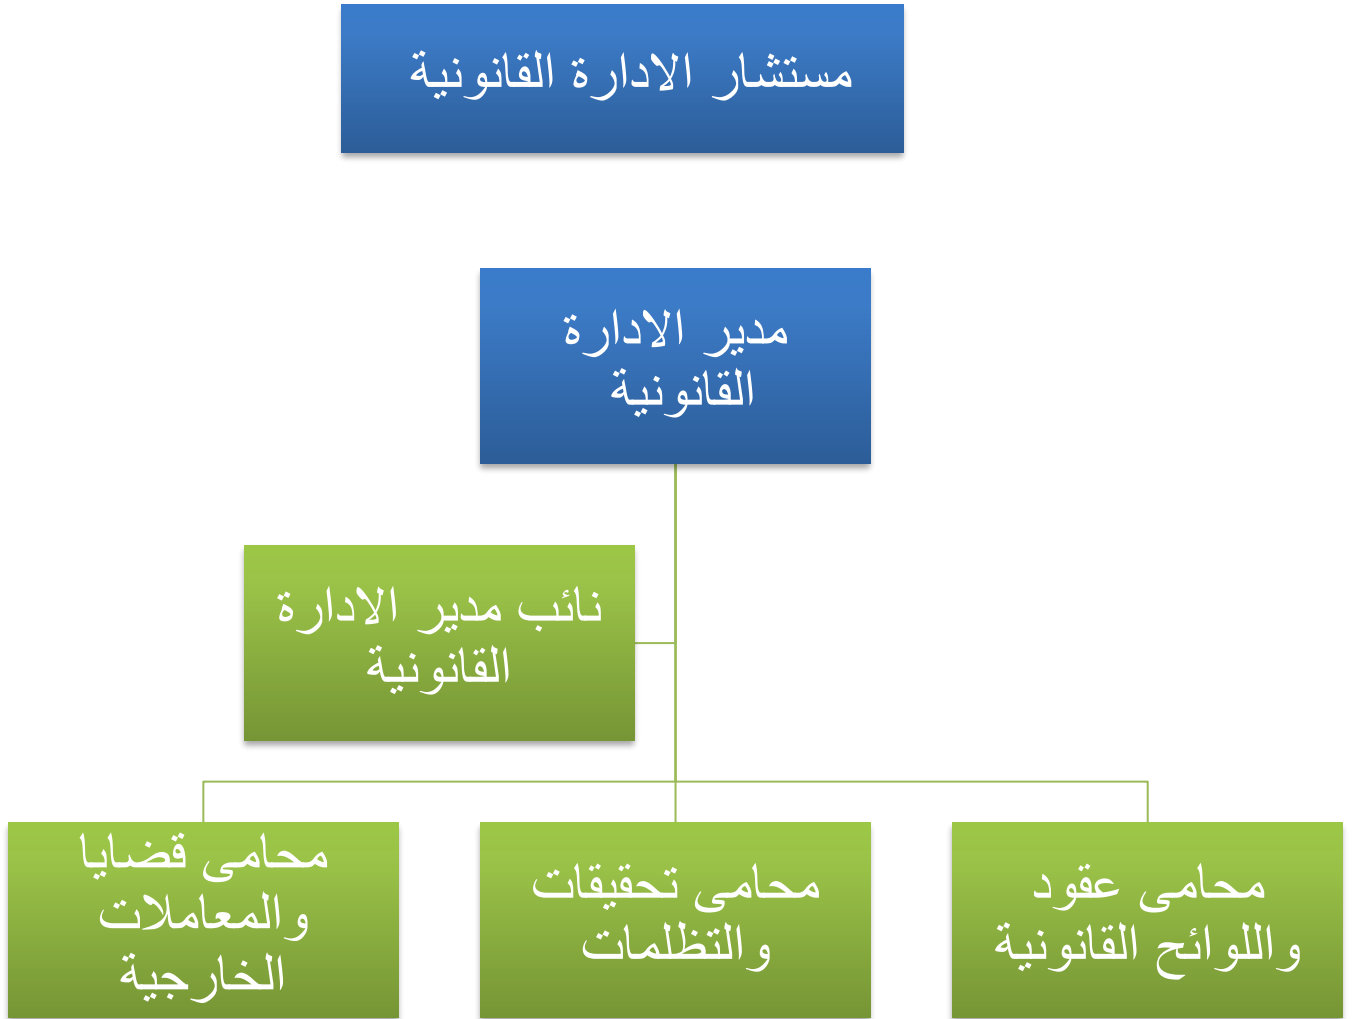 مستشار الادارة القانونية
مدير الادارة
القانونية
نائب مدير الادارة
القانونية
محامى عقود
واللوائح القانونية
محامى تحقيقات
والتظلمات
محامى قضايا
والمعاملات
الخارجية